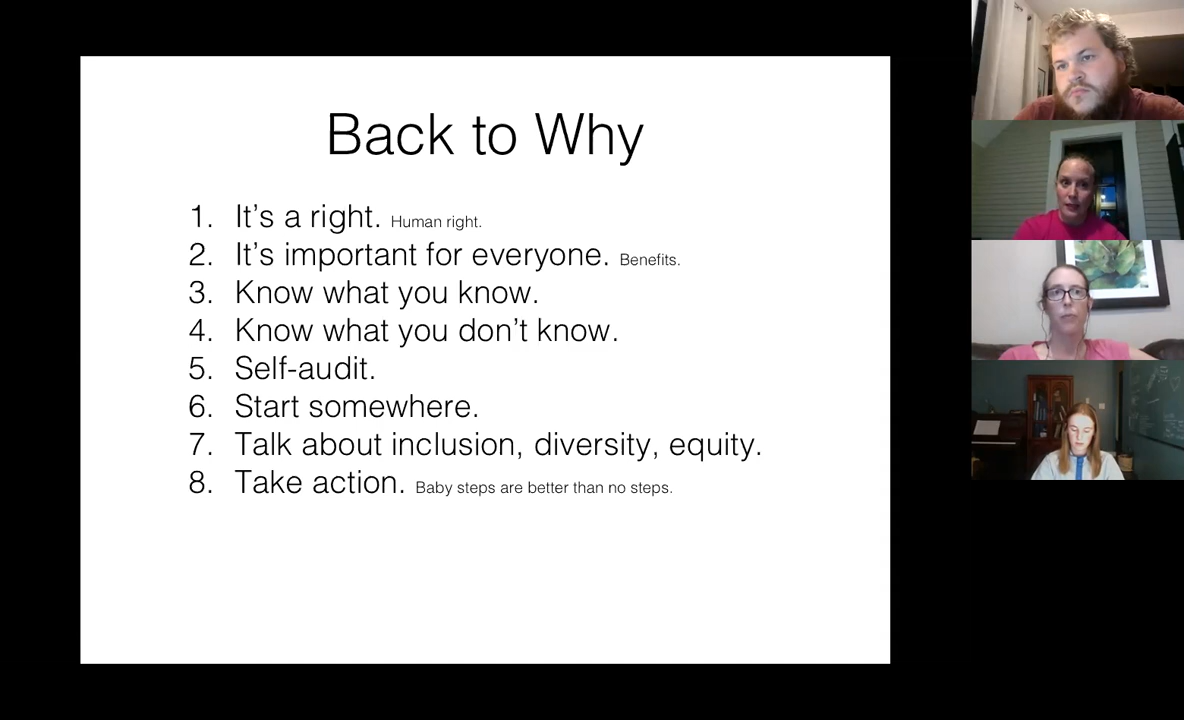 Back to Why
1. It's a right. Human right.
2. It's important for everyone. Benefits.
3. Know what you know.
4. Know what you don't know.
5. Self-audit.
6. Start somewhere.
7. Talk about inclusion, diversity, equity.
8. Take action. Baby steps are better than no steps.